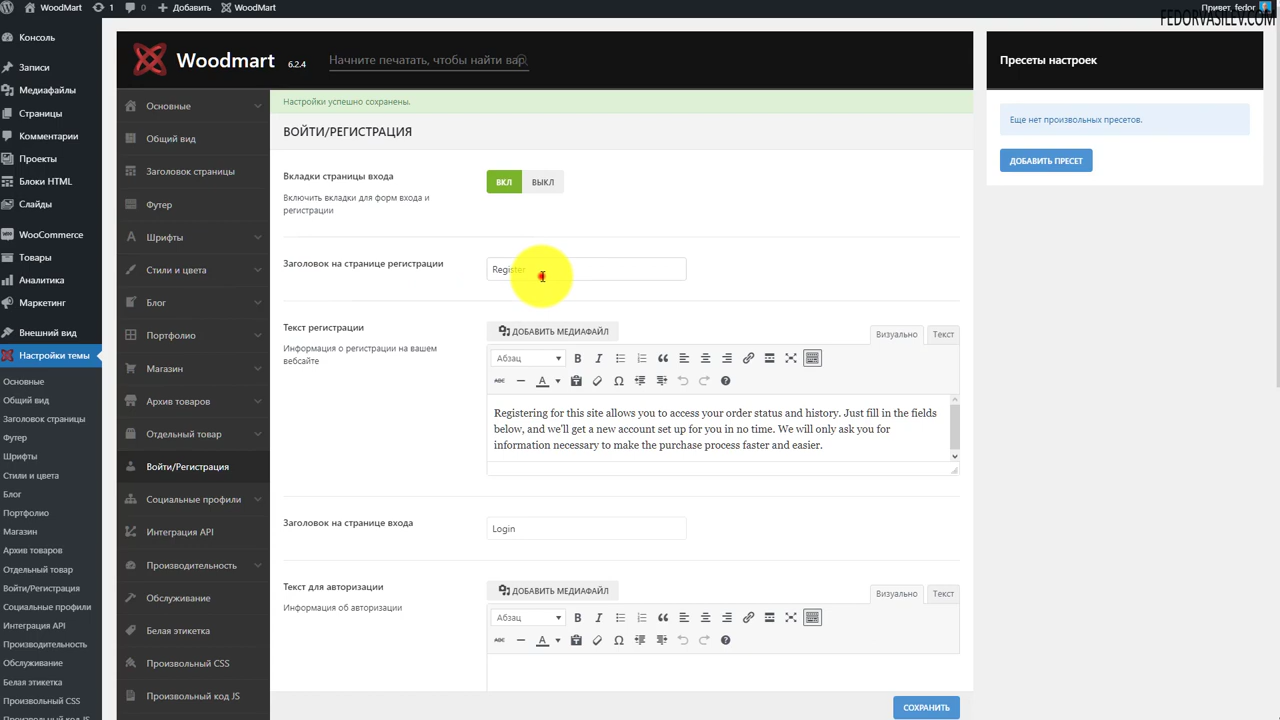 Woodmart
1
0
Добавить
Woodmart
Привет, fedor
FEDORVASILEV.COM
Консоль
Записи
Медиафайлы
Страницы
Комментарии
Проекты
Блоки HTML
Слайды
WooCommerce
Товары
Аналитика
Маркетинг
Внешний вид
Настройки темы
Основные
Общий вид
Заголовок страницы
Футер
Шрифты
Стили и цвета
Блог
Портфолио
Магазин
Архив товаров
Отдельный товар
Войти/Регистрация
Социальные профили
Интеграция API
Производительность
Обслуживание
Белая этикетка
Произвольный CSS
Произвольный код JS
Woodmart 6.2.4
Начните печатать, чтобы найти вар
Основные
Общий вид
Заголовок страницы
Футер
Шрифты
Стили и цвета
Блог
Портфолио
Магазин
Архив товаров
Отдельный товар
Войти/Регистрация
Социальные профили
Интеграция API
Производительность
Обслуживание
Белая этикетка
Произвольный CSS
Произвольный код JS
Настройки успешно сохранены.
ВОЙТИ/РЕГИСТРАЦИЯ
Вкладки страницы входа
Включить вкладки для форм входа и
регистрации
ВКЛ ВЫКЛ
Заголовок на странице регистрации
Register
Текст регистрации
Информация о регистрации на вашем
вебсайте
ДОБАВИТЬ МЕДИАФАЙЛ
Визуально Текст
Абзац B I
ABC A
Registering for this site allows you to access your order status and history. Just fill in the fields
below, and we'll get a new account set up for you in no time. We will only ask you for
information necessary to make the purchase process faster and easier.
Заголовок на странице входа
Login
Текст для авторизации
Информация об авторизации
ДОБАВИТЬ МЕДИАФАЙЛ
Визуально Текст
Абзац B I
ABC A
СОХРАНИТЬ
Пресеты настроек
Еще нет произвольных пресетов.
ДОБАВИТЬ ПРЕСЕТ